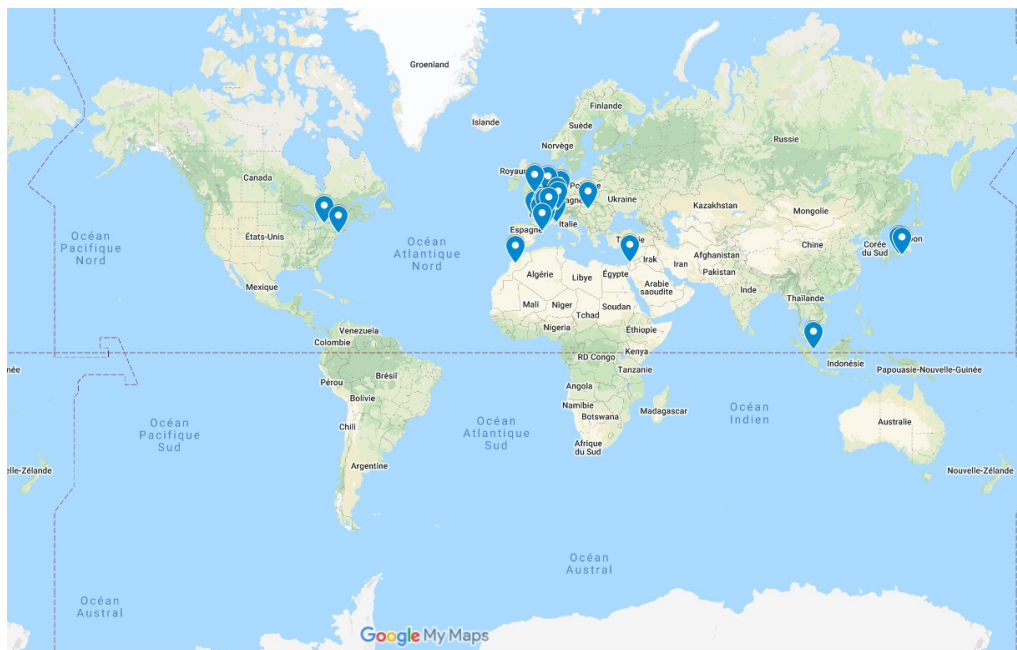 Groenland
Islande
Finlande
Suède
Norvège
Russie
Canada
Ukraine
Kazakhstan
Mongolie
États-Unis
Océan
Pacifique
Nord
Océan
Atlantique
Nord
Espagne
Italie
Chine
Corée
du Sud
Afghanistan
Pakistan
Irak
Iran
Algérie
Libye
Égypte
Arabie
saoudite
Inde
Mexique
Mali
Niger
Tchad
Soudan
Thaïlande
Nigeria
Éthiopie
Venezuela
Colombie
RD Congo
Kenya
Tanzanie
Indonésie
Papouasie-Nouvelle-Guinée
Pérou
Brésil
Bolivie
Angola
Namibie
Botswana
Madagascar
Océan
Indien
Australie
Océan
Pacifique
Sud
Chili
Océan
Atlantique
Sud
Afrique
du Sud
Argentine
elle-Zélande
Nouvelle-Zélande
Océan
Austral
Océan
Austral
Google My Maps